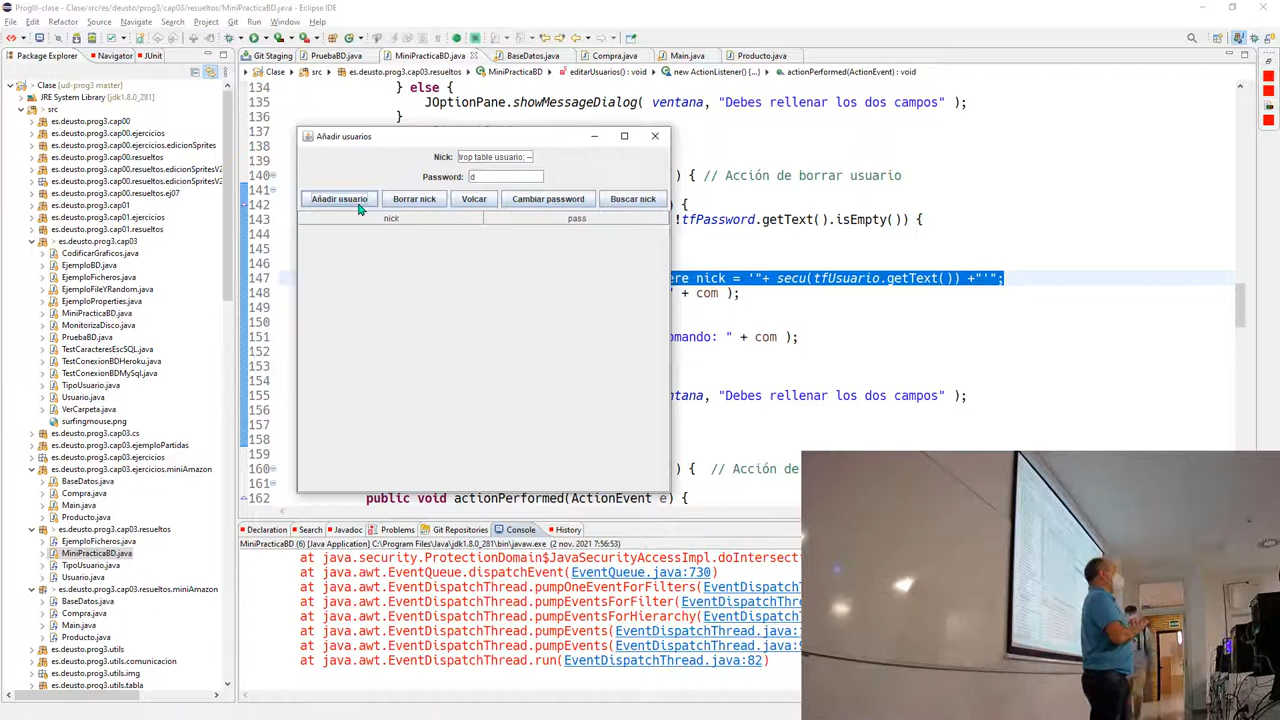 ProgIII-clase - Clase/src/es/deusto/prog3/cap03/resueltos/MiniPracticaBD.java - Eclipse IDE
File Edit Refactor Source Navigate Search Project Git Run Window Help
Package Explorer Navigator JUnit
Git Staging PruebaBD.java MiniPracticaBD.java BaseDatos.java Compra.java Main.java Producto.java
Clase src es.deusto.prog3.cap03.resueltos MiniPracticaBD editarUsuarios() : void new ActionListener() {...} actionPerformed(ActionEvent) : void
Clase [ud-prog3 master]
JRE System Library [jdk1.8.0_281]
src
es.deusto.prog3.cap00
es.deusto.prog3.cap00.ejercicios
es.deusto.prog3.cap00.ejercicios.edicionSprites
es.deusto.prog3.cap00.resueltos
es.deusto.prog3.cap00.resueltos.edicionSpritesV2
es.deusto.prog3.cap00.resueltos.edicionSpritesV2
es.deusto.prog3.cap00.resueltos.ej07
es.deusto.prog3.cap01
es.deusto.prog3.cap01.resueltos
es.deusto.prog3.cap03
CodificarGraficos.java
EjemploBD.java
EjemploFicheros.java
EjemploFileYRandom.java
EjemploProperties.java
MiniPracticaBD.java
MonitorizaDisco.java
PruebaBD.java
TestCaracteresEscSQL.java
TestConexionBDHeroku.java
TestConexionBDMySql.java
TipoUsuario.java
Usuario.java
VerCarpeta.java
surfingmouse.png
es.deusto.prog3.cap03.cs
es.deusto.prog3.cap03.ejemploPartidas
es.deusto.prog3.cap03.ejercicios
es.deusto.prog3.cap03.ejercicios.miniAmazon
BaseDatos.java
Compra.java
Main.java
Producto.java
es.deusto.prog3.cap03.resueltos
EjemploFicheros.java
MiniPracticaBD.java
TipoUsuario.java
Usuario.java
es.deusto.prog3.cap03.resueltos.miniAmazon
BaseDatos.java
Compra.java
Main.java
Producto.java
es.deusto.prog3.utils
es.deusto.prog3.utils.comunicacion
es.deusto.prog3.utils.img
es.deusto.prog3.utils.tabla
134 } else {
135 JOptionPane.showMessageDialog( ventana, "Debes rellenar los dos campos" );
136 }
137
138
139
140 ) { // Acción de borrar usuario
141
142 {
143 !tfPassword.getText().isEmpty()) {
144
145
146
147 ere nick = '"+ secu(tfUsuario.getText()) +"'";
148 " + com );
149
150
151 omando: " + com );
152
153
154
155 ntana, "Debes rellenar los dos campos" );
156
157
158
159
160 ) { // Acción de
161
162 public void actionPerformed(ActionEvent e) {
Añadir usuarios
Nick: lrop table usuario; --
Password: d
Añadir usuario Borrar nick Volcar Cambiar password Buscar nick
nick pass
Declaration Search Javadoc Problems Git Repositories Console History
MiniPracticaBD (6) [Java Application] C:\Program Files\Java\jdk1.8.0_281\bin\javaw.exe (2 nov. 2021 7:56:53)
at java.security.ProtectionDomain$JavaSecurityAccessImpl.doIntersect
at java.awt.EventQueue.dispatchEvent(EventQueue.java:730)
at java.awt.EventDispatchThread.pumpOneEventForFilters(EventDispatch
at java.awt.EventDispatchThread.pumpEventsForFilter(EventDispatchThre
at java.awt.EventDispatchThread.pumpEventsForHierarchy(EventDispatch
at java.awt.EventDispatchThread.pumpEvents(EventDispatchThread.java:
at java.awt.EventDispatchThread.pumpEvents(EventDispatchThread.java:
at java.awt.EventDispatchThread.run(EventDispatchThread.java:82)